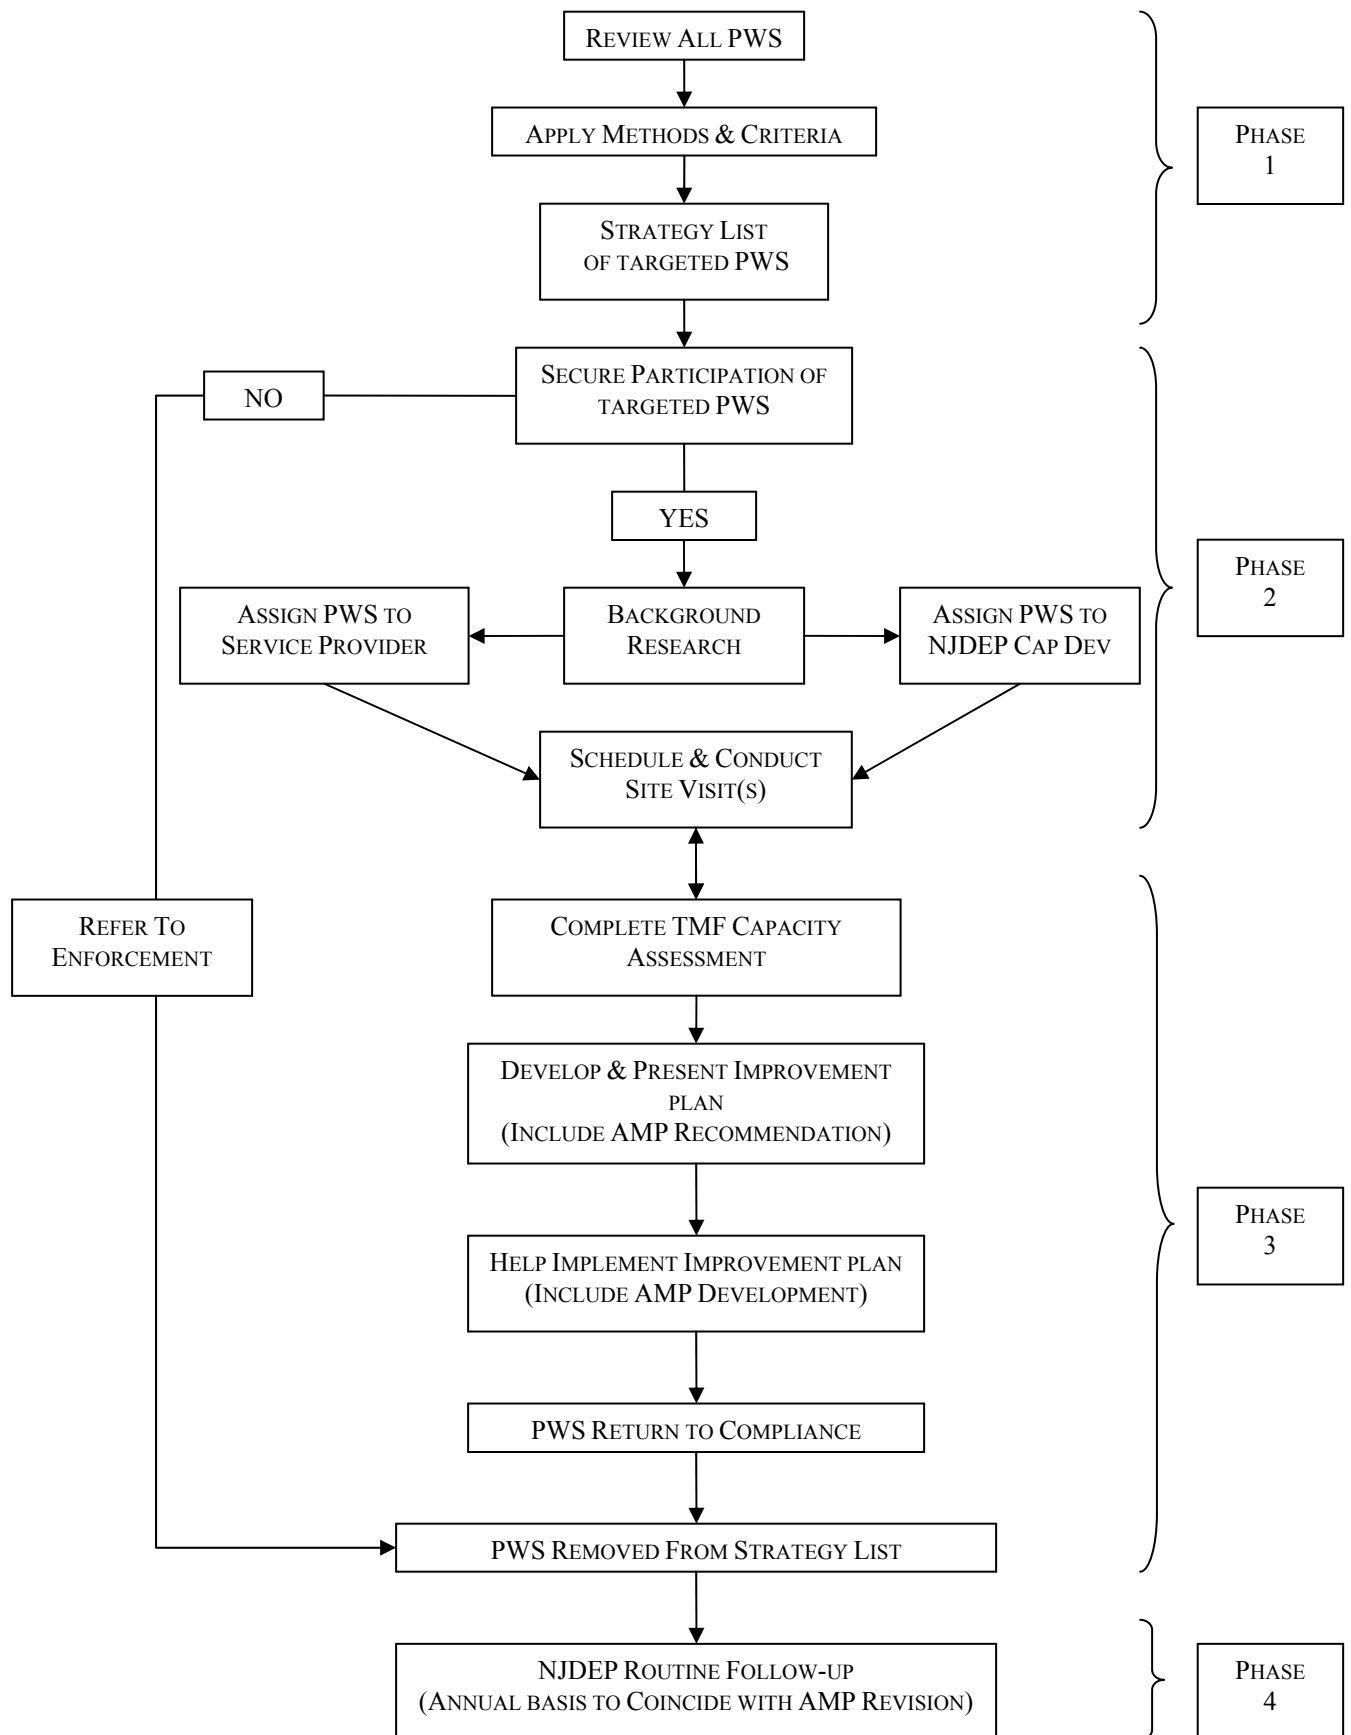 REVIEW ALL PWS
APPLY METHODS & CRITERIA
PHASE
1
STRATEGY LIST
OF TARGETED PWS
SECURE PARTICIPATION OF
TARGETED PWS
NO
YES
PHASE
2
ASSIGN PWS TO
SERVICE PROVIDER
BACKGROUND
RESEARCH
ASSIGN PWS TO
NJDEP CAP DEV
SCHEDULE & CONDUCT
SITE VISIT(S)
REFER TO
ENFORCEMENT
COMPLETE TMF CAPACITY
ASSESSMENT
DEVELOP & PRESENT IMPROVEMENT
PLAN
(INCLUDE AMP RECOMMENDATION)
PHASE
3
HELP IMPLEMENT IMPROVEMENT PLAN
(INCLUDE AMP DEVELOPMENT)
PWS RETURN TO COMPLIANCE
PWS REMOVED FROM STRATEGY LIST
NJDEP ROUTINE FOLLOW-UP
(ANNUAL BASIS TO COINCIDE WITH AMP REVISION)
PHASE
4